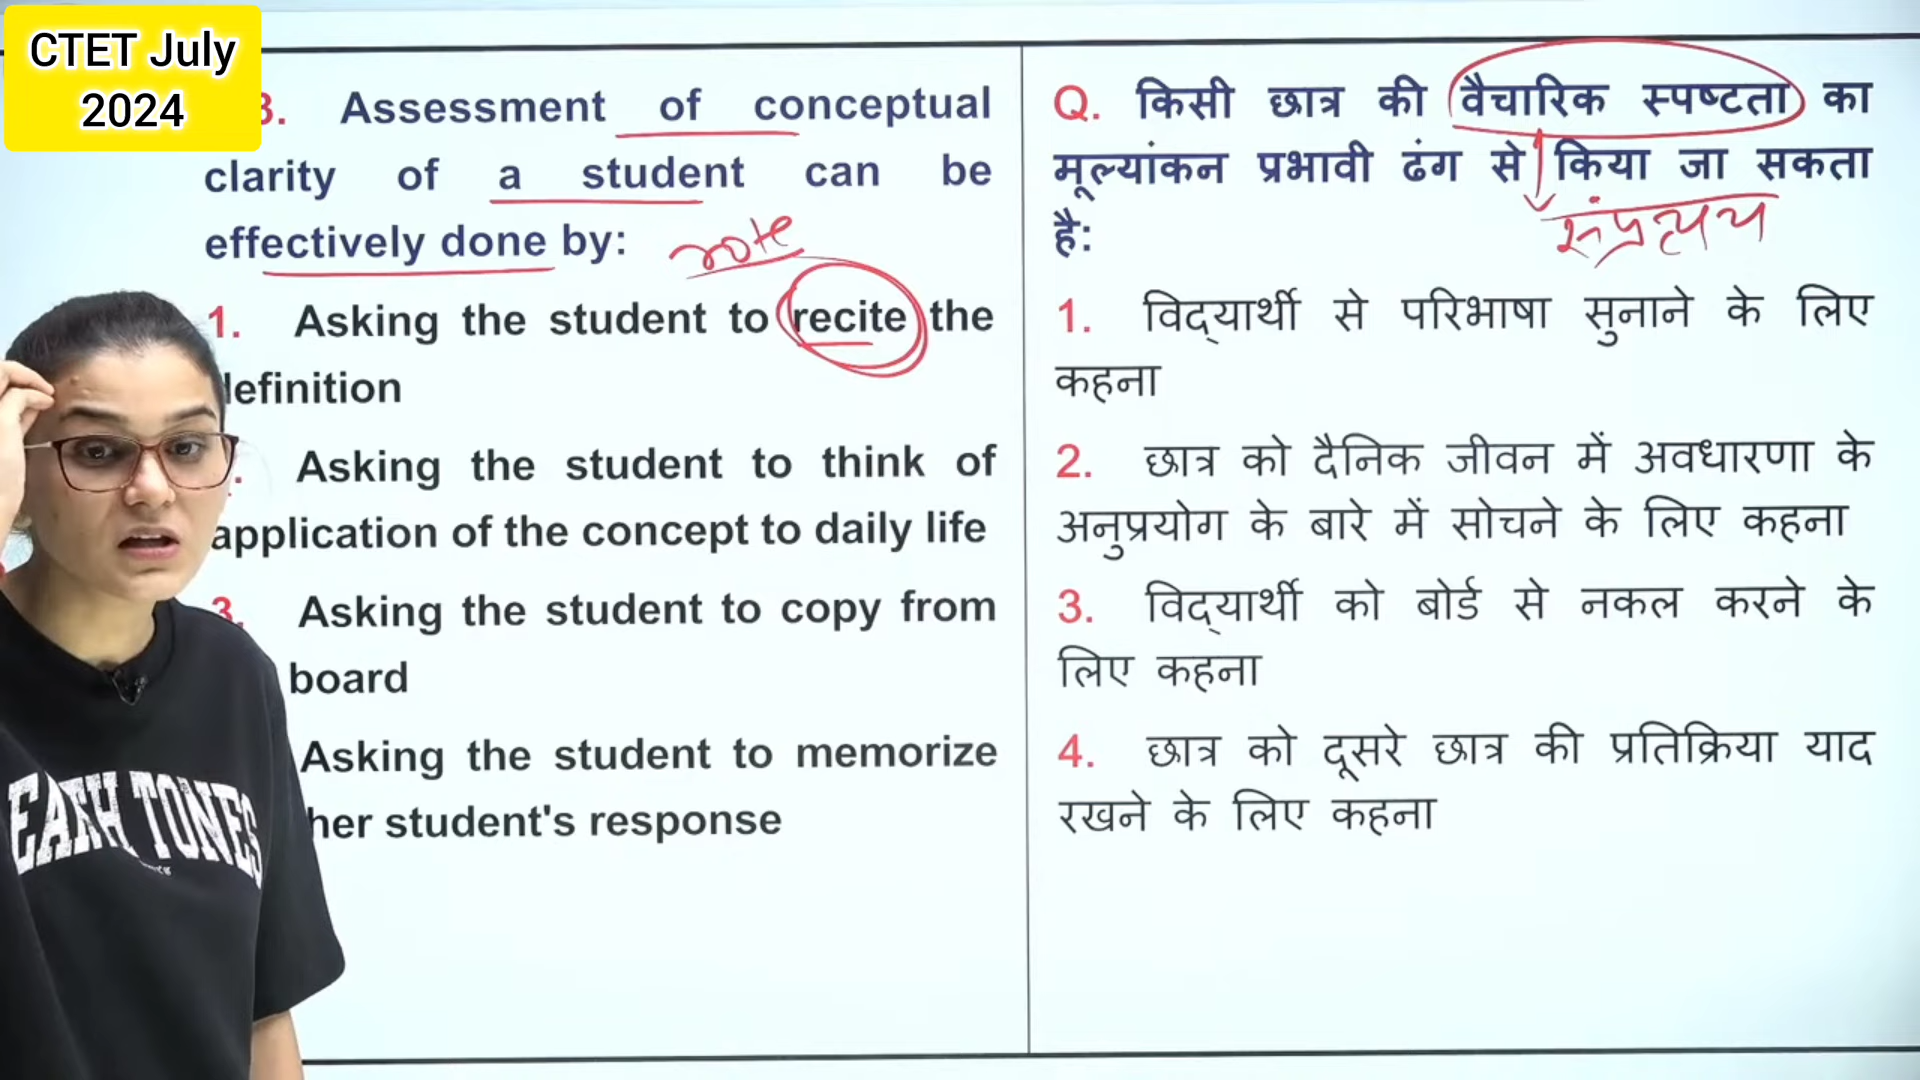 CTET July
2024
3. Assessment of conceptual
clarity of a student can be
effectively done by:
rote
1. Asking the student to recite the
definition
Asking the student to think of
application of the concept to daily life
3. Asking the student to copy from
board
Asking the student to memorize
her student's response
Q. किसी छात्र की वैचारिक स्पष्टता का
मूल्यांकन प्रभावी ढंग से किया जा सकता
है:
संप्रत्यय
1. विद्यार्थी से परिभाषा सुनाने के लिए
कहना
2. छात्र को दैनिक जीवन में अवधारणा के
अनुप्रयोग के बारे में सोचने के लिए कहना
3. विद्यार्थी को बोर्ड से नकल करने के
लिए कहना
4. छात्र को दूसरे छात्र की प्रतिक्रिया याद
रखने के लिए कहना
EARTH TONES